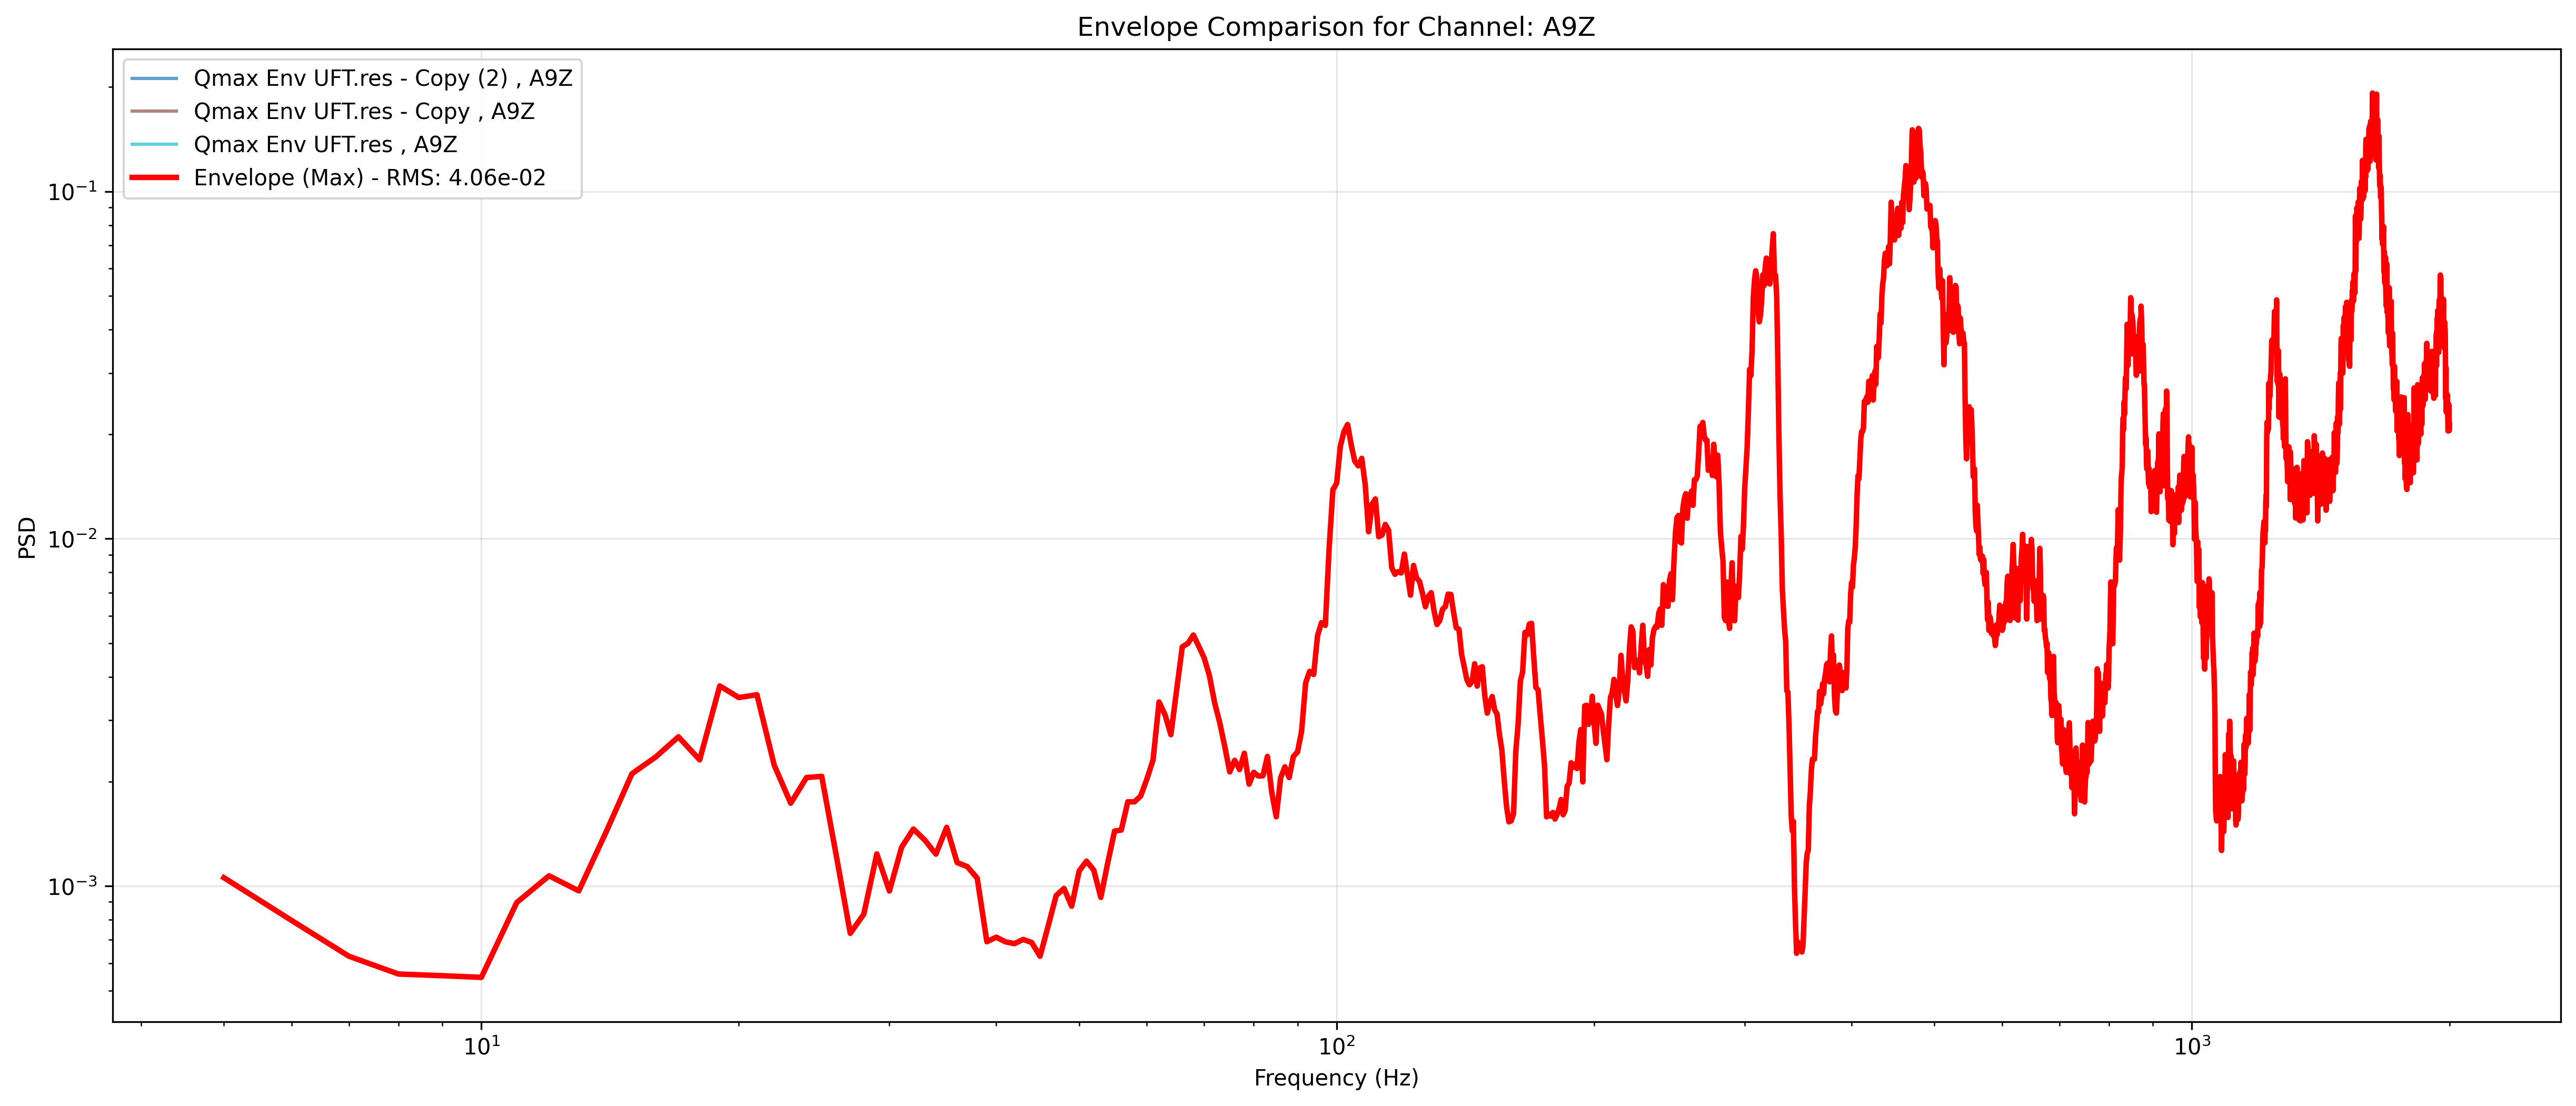 Envelope Comparison for Channel: A9Z
Qmax Env UFT.res - Copy (2) , A9Z
Qmax Env UFT.res - Copy , A9Z
Qmax Env UFT.res , A9Z
Envelope (Max) - RMS: 4.06e-02
10⁻¹
10⁻²
10⁻³
PSD
10¹
10²
10³
Frequency (Hz)